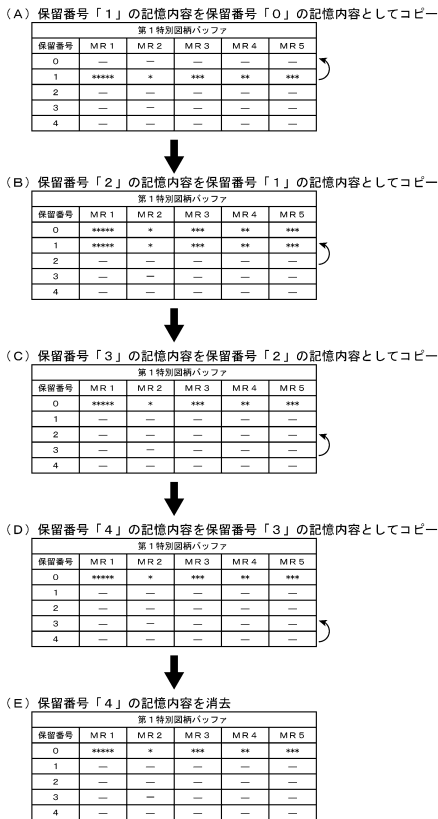 （A）保留番号「１」の記憶内容を保留番号「０」の記憶内容としてコピー
第１特別図柄バッファ
保留番号 MR１ MR２ MR３ MR４ MR５
０ — — — — —
１ ***** * *** ** ***
２ — — — — —
３ — — — — —
４ — — — — —
（B）保留番号「２」の記憶内容を保留番号「１」の記憶内容としてコピー
第１特別図柄バッファ
保留番号 MR１ MR２ MR３ MR４ MR５
０ ***** * *** ** ***
１ ***** * *** ** ***
２ — — — — —
３ — — — — —
４ — — — — —
（C）保留番号「３」の記憶内容を保留番号「２」の記憶内容としてコピー
第１特別図柄バッファ
保留番号 MR１ MR２ MR３ MR４ MR５
０ ***** * *** ** ***
１ — — — — —
２ — — — — —
３ — — — — —
４ — — — — —
（D）保留番号「４」の記憶内容を保留番号「３」の記憶内容としてコピー
第１特別図柄バッファ
保留番号 MR１ MR２ MR３ MR４ MR５
０ ***** * *** ** ***
１ — — — — —
２ — — — — —
３ — — — — —
４ — — — — —
（E）保留番号「４」の記憶内容を消去
第１特別図柄バッファ
保留番号 MR１ MR２ MR３ MR４ MR５
０ ***** * *** ** ***
１ — — — — —
２ — — — — —
３ — — — — —
４ — — — — —